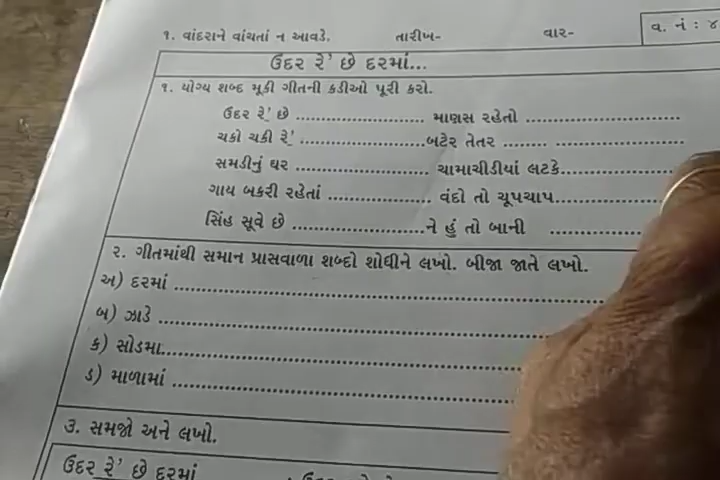 ૧. વાંદરાને વાંચતાં ન આવડે. તારીખ- વાર- વ. નં : ૪
ઉંદર રે' છે દરમાં...
૧. યોગ્ય શબ્દ મૂકી ગીતની કડીઓ પૂરી કરો.
ઉંદર રે' છે ........................... માણસ રહેતો ...............................
ચકો ચકી રે' ..........................બટેર તેતર ........ .........................
સમડીનું ઘર ........................... ચામાચીડીયાં લટકે.......................
ગાય બકરી રહેતાં ..................... વંદો તો ચૂપચાપ.......................
સિંહ સૂવે છે ...........................ને હું તો બાની ..................
૨. ગીતમાંથી સમાન પ્રાસવાળા શબ્દો શોધીને લખો. બીજા જાતે લખો.
અ) દરમાં ..................................................................
બ) ઝાડે ..................................................................
ક) સોડમા..................................................................
ડ) માળામાં ...............................................................
૩. સમજો અને લખો.
ઉંદર રે' છે દરમાં :